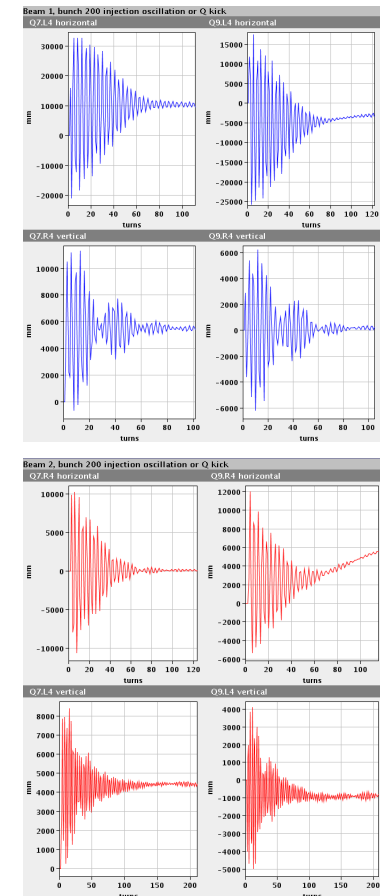 Beam 1, bunch 200 injection oscillation or Q kick
Q7.L4 horizontal
Q9.L4 horizontal
30000
20000
10000
0
-10000
-20000
mm
0 20 40 60 80 100
turns
15000
10000
5000
0
-5000
-10000
-15000
-20000
-25000
mm
0 20 40 60 80 100 120
turns
Q7.R4 vertical
Q9.R4 vertical
10000
8000
6000
4000
2000
0
mm
0 20 40 60 80 100
turns
6000
4000
2000
0
-2000
-4000
-6000
mm
0 20 40 60 80 100
turns
Beam 2, bunch 200 injection oscillation or Q kick
Q7.R4 horizontal
Q9.R4 horizontal
10000
5000
0
-5000
-10000
mm
0 20 40 60 80 100 120
turns
12000
10000
8000
6000
4000
2000
0
-2000
-4000
-6000
mm
0 20 40 60 80 100
turns
Q7.L4 vertical
Q9.L4 vertical
8000
7000
6000
5000
4000
3000
2000
1000
0
mm
0 50 100 150 200
turns
4000
3000
2000
1000
0
-1000
-2000
-3000
-4000
-5000
mm
0 50 100 150 200
turns